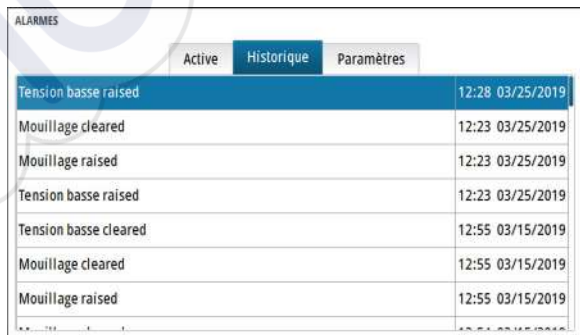 ALARMES
Active Historique Paramètres
Tension basse raised 12:28 03/25/2019
Mouillage cleared 12:23 03/25/2019
Mouillage raised 12:23 03/25/2019
Tension basse raised 12:23 03/25/2019
Tension basse cleared 12:55 03/15/2019
Mouillage cleared 12:55 03/15/2019
Mouillage raised 12:55 03/15/2019